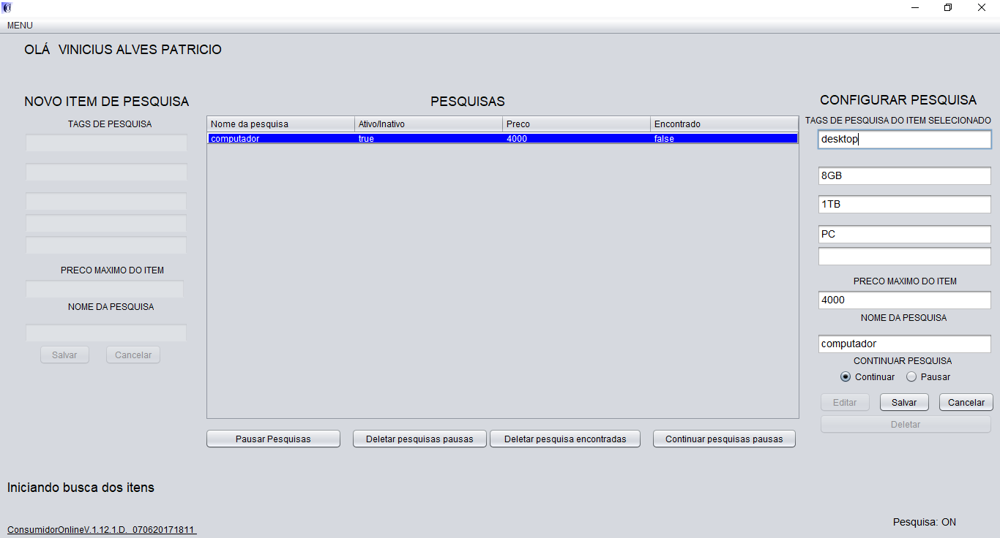 MENU
OLÁ VINICIUS ALVES PATRICIO
NOVO ITEM DE PESQUISA
TAGS DE PESQUISA
PRECO MAXIMO DO ITEM
NOME DA PESQUISA
Salvar Cancelar
PESQUISAS
Nome da pesquisa Ativo/Inativo Preco Encontrado
computador true 4000 false
Pausar Pesquisas Deletar pesquisas pausas Deletar pesquisa encontradas Continuar pesquisas pausas
CONFIGURAR PESQUISA
TAGS DE PESQUISA DO ITEM SELECIONADO
desktop
8GB
1TB
PC
PRECO MAXIMO DO ITEM
4000
NOME DA PESQUISA
computador
CONTINUAR PESQUISA
Continuar Pausar
Editar Salvar Cancelar
Deletar
Iniciando busca dos itens
Pesquisa: ON
ConsumidorOnlineV.1.12.1.D._070620171811